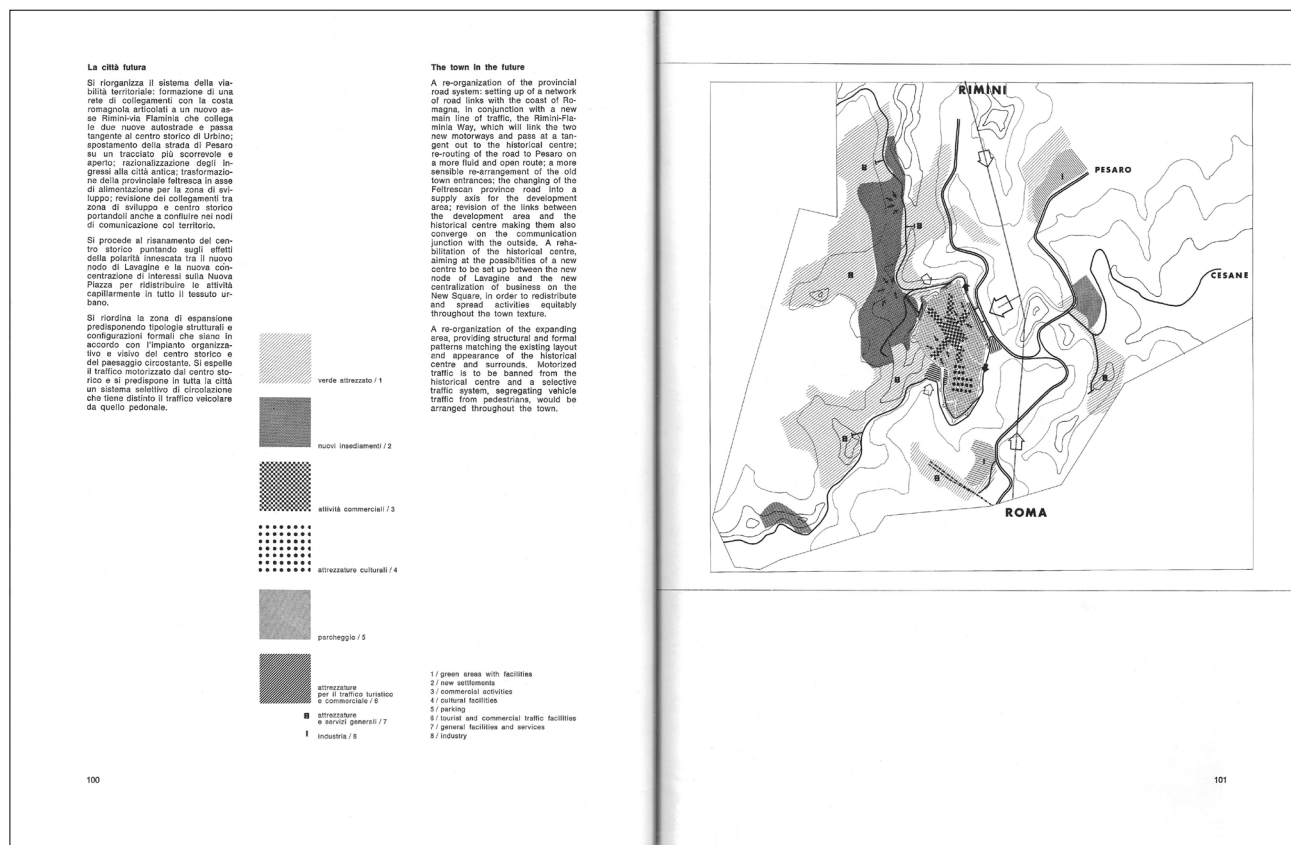 La città futura
Si riorganizza il sistema della via-
bilità territoriale: formazione di una
rete di collegamenti con la costa
romagnola articolati a un nuovo as-
se Rimini-via Flaminia che collega
le due nuove autostrade e passa
tangente al centro storico di Urbino;
spostamento della strada di Pesaro
su un tracciato più scorrevole e
aperto; razionalizzazione degli in-
gressi alla città antica; trasformazio-
ne della provinciale feltresca in asse
di alimentazione per la zona di svi-
luppo; revisione dei collegamenti tra
zona di sviluppo e centro storico
portandoli anche a confluire nei nodi
di comunicazione col territorio.
Si procede al risanamento del cen-
tro storico puntando sugli effetti
della polarità innescata tra il nuovo
nodo di Lavagine e la nuova con-
centrazione di interessi sulla Nuova
Piazza per ridistribuire le attività
capillarmente in tutto il tessuto ur-
bano.
Si riordina la zona di espansione
predisponendo tipologie strutturali e
configurazioni formali che siano in
accordo con l'impianto organizza-
tivo e visivo del centro storico e
del paesaggio circostante. Si espelle
il traffico motorizzato dal centro sto-
rico e si predispone in tutta la città
un sistema selettivo di circolazione
che tiene distinto il traffico veicolare
da quello pedonale.
verde attrezzato / 1
nuovi insediamenti / 2
attività commerciali / 3
attrezzature culturali / 4
parcheggio / 5
attrezzature
per il traffico turistico
e commerciale / 6
B attrezzature
e servizi generali / 7
I industria / 8
The town in the future
A re-organization of the provincial
road system: setting up of a network
of road links with the coast of Ro-
magna, in conjunction with a new
main line of traffic, the Rimini-Fla-
minia Way, which will link the two
new motorways and pass at a tan-
gent out to the historical centre;
re-routing of the road to Pesaro on
a more fluid and open route; a more
sensible re-arrangement of the old
town entrances; the changing of the
Feltrescan province road into a
supply axis for the development
area; revision of the links between
the development area and the
historical centre making them also
converge on the communication
junction with the outside. A reha-
bilitation of the historical centre,
aiming at the possibilities of a new
centre to be set up between the new
node of Lavagine and the new
centralization of business on the
New Square, in order to redistribute
and spread activities equitably
throughout the town texture.
A re-organization of the expanding
area, providing structural and formal
patterns matching the existing layout
and appearance of the historical
centre and surrounds. Motorized
traffic is to be banned from the
historical centre and a selective
traffic system, segregating vehicle
traffic from pedestrians, would be
arranged throughout the town.
1 / green areas with facilities
2 / new settlements
3 / commercial activities
4 / cultural facilities
5 / parking
6 / tourist and commercial traffic facilities
7 / general facilities and services
8 / industry
100
RIMINI
B
I
PESARO
B
B
CESANE
B
B
B
I
B
ROMA
101